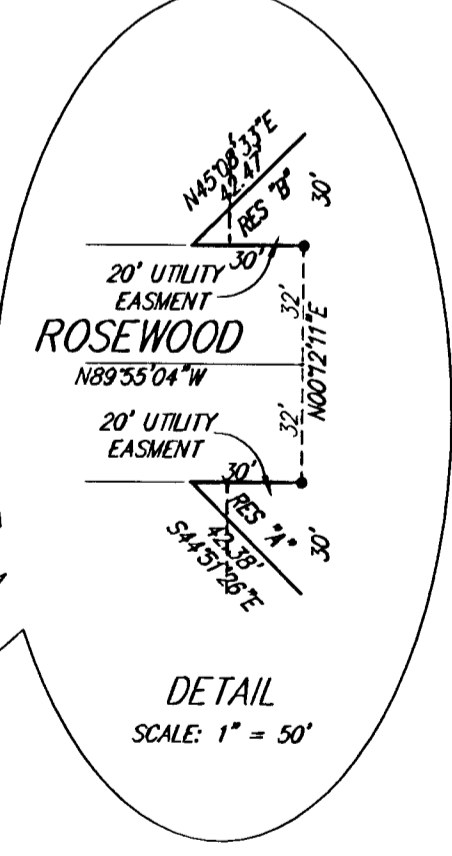 N45°08'33"E
42.47'
RES "B"
30'
30'
20' UTILITY
EASMENT
32'
ROSEWOOD
N00°12'11"E
N89°55'04"W
20' UTILITY
EASMENT
32'
30'
RES "A"
42.38'
S44°51'26"E
30'
DETAIL
SCALE: 1" = 50'